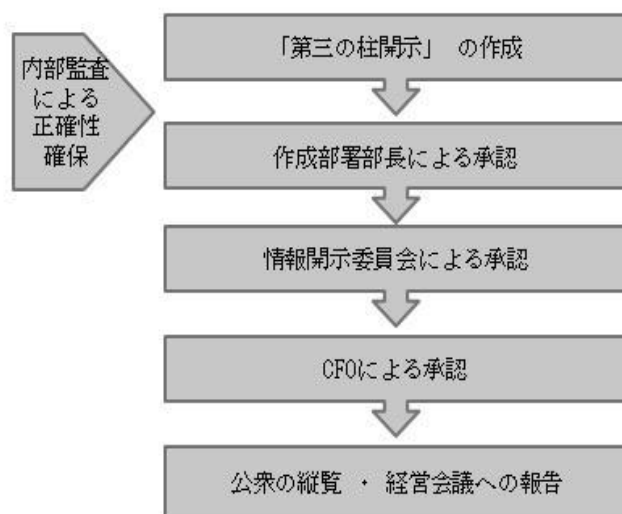 内部監査
による
正確性
確保
「第三の柱開示」 の作成
作成部署部長による承認
情報開示委員会による承認
CFOによる承認
公衆の縦覧 ・ 経営会議への報告